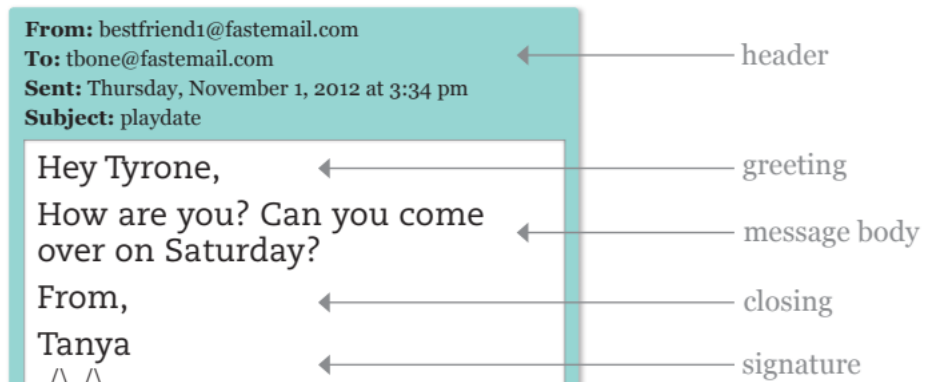 From: bestfriend1@fastemail.com
To: tbone@fastemail.com
Sent: Thursday, November 1, 2012 at 3:34 pm
Subject: playdate
header
Hey Tyrone,
greeting
How are you? Can you come
over on Saturday?
message body
From,
closing
Tanya
signature